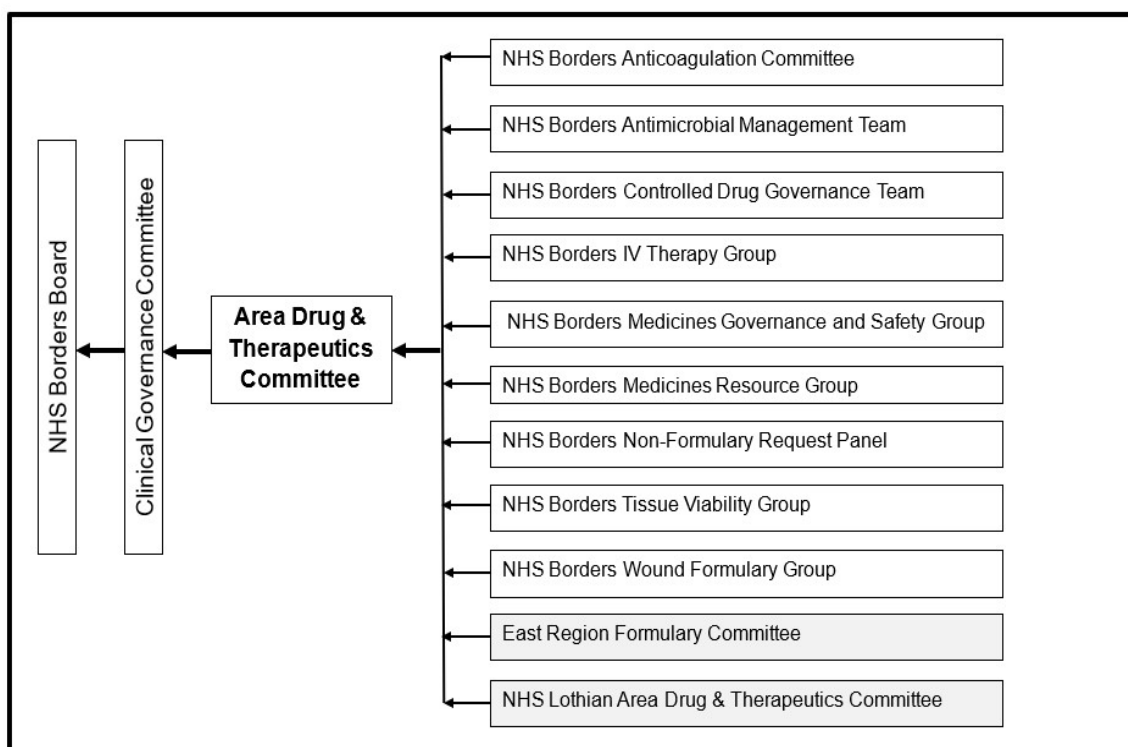 NHS Borders Board
Clinical Governance Committee
Area Drug &
Therapeutics
Committee
NHS Borders Anticoagulation Committee
NHS Borders Antimicrobial Management Team
NHS Borders Controlled Drug Governance Team
NHS Borders IV Therapy Group
NHS Borders Medicines Governance and Safety Group
NHS Borders Medicines Resource Group
NHS Borders Non-Formulary Request Panel
NHS Borders Tissue Viability Group
NHS Borders Wound Formulary Group
East Region Formulary Committee
NHS Lothian Area Drug & Therapeutics Committee